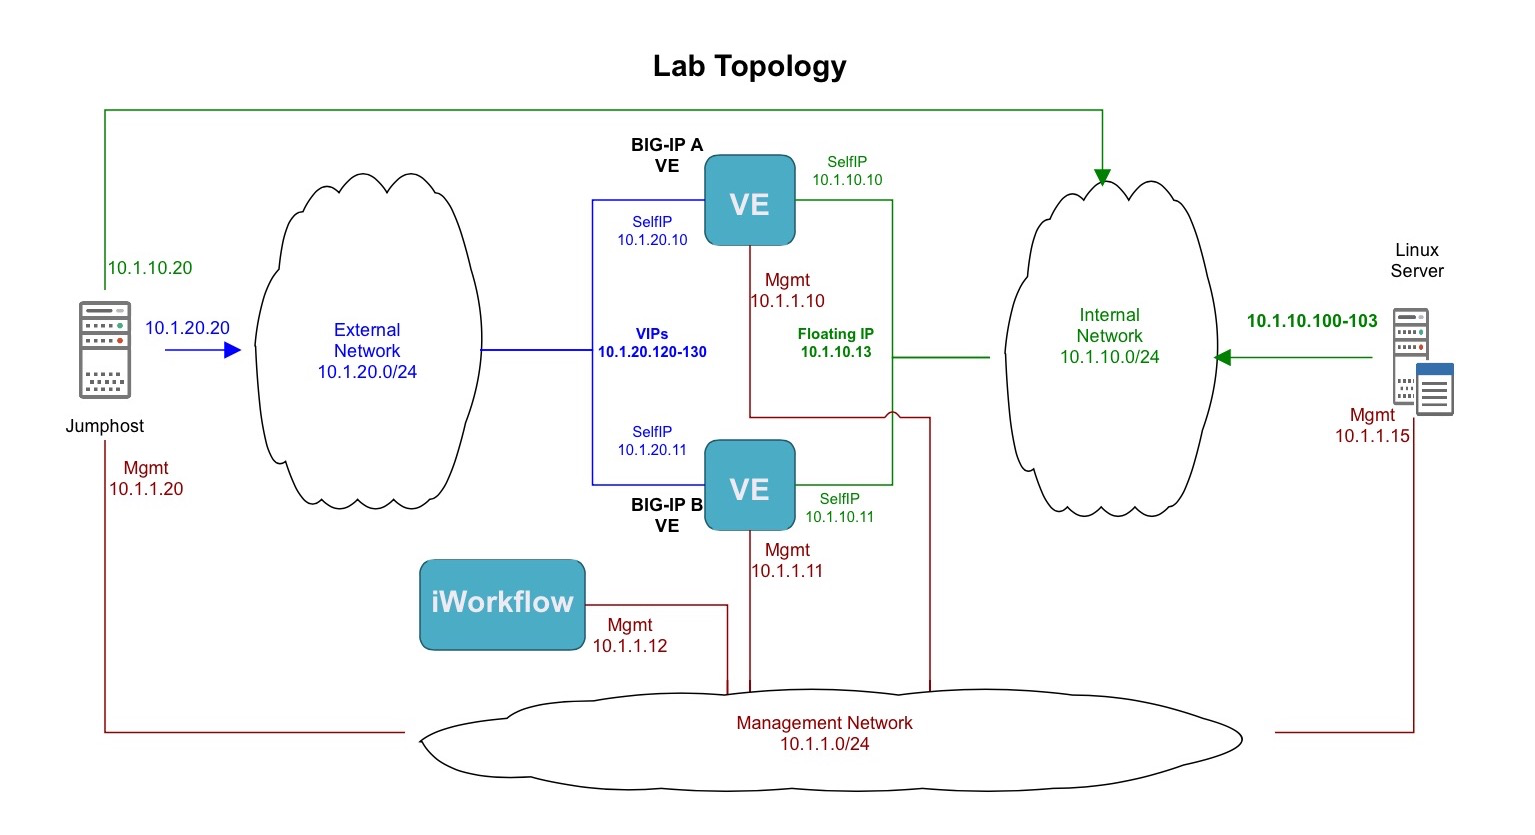 Lab Topology
BIG-IP A
VE
VE
SelfIP
10.1.10.10
SelfIP
10.1.20.10
10.1.10.20
Linux
Server
Mgmt
10.1.1.10
10.1.20.20
External
Network
10.1.20.0/24
VIPs
10.1.20.120-130
Floating IP
10.1.10.13
Internal
Network
10.1.10.0/24
10.1.10.100-103
Jumphost
Mgmt
10.1.1.15
SelfIP
10.1.20.11
Mgmt
10.1.1.20
BIG-IP B
VE
VE
SelfIP
10.1.10.11
Mgmt
10.1.1.11
iWorkflow
Mgmt
10.1.1.12
Management Network
10.1.1.0/24